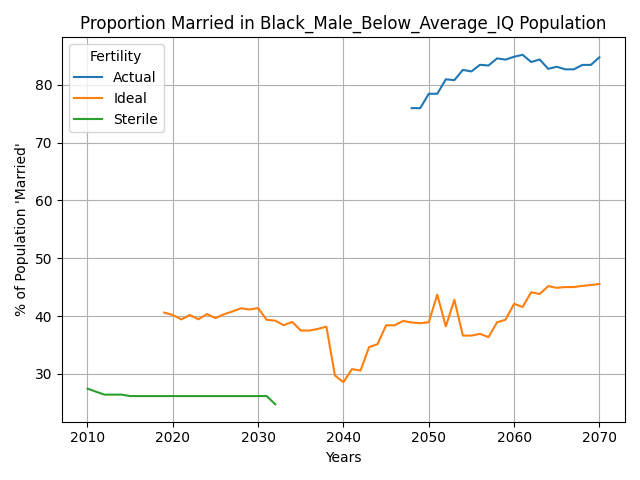 Proportion Married in Black_Male_Below_Average_IQ Population
Fertility
Actual
Ideal
Sterile
% of Population 'Married'
80
70
60
50
40
30
2010 2020 2030 2040 2050 2060 2070
Years